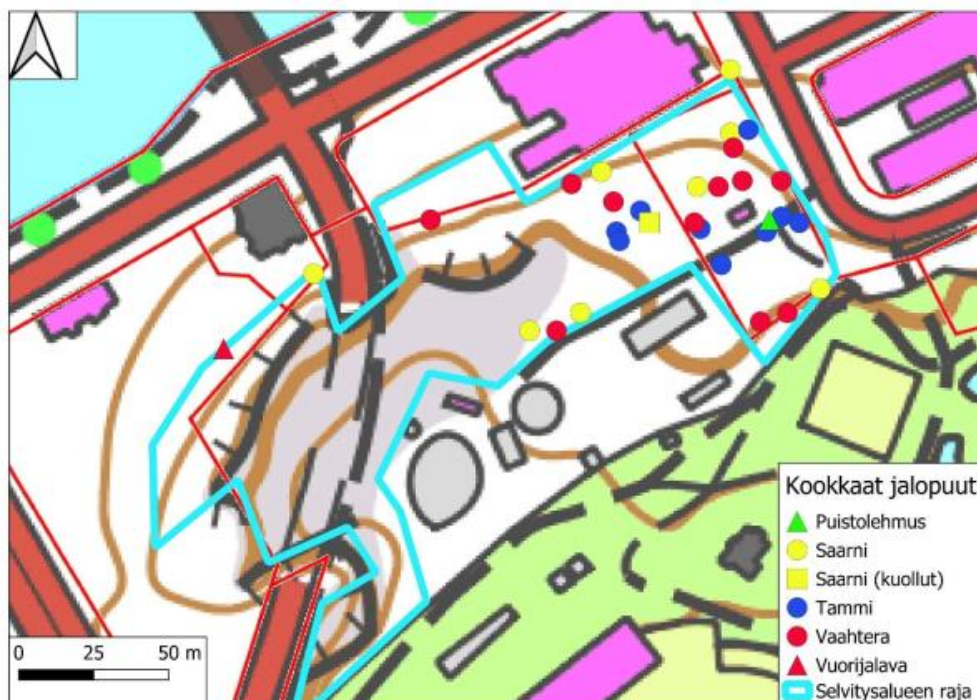 Kookkaat jalopuut
Puistolehmus
Saarni
Saarni (kuollut)
Tammi
Vaahtera
Vuorijalava
Selvitysalueen raja
0 25 50 m